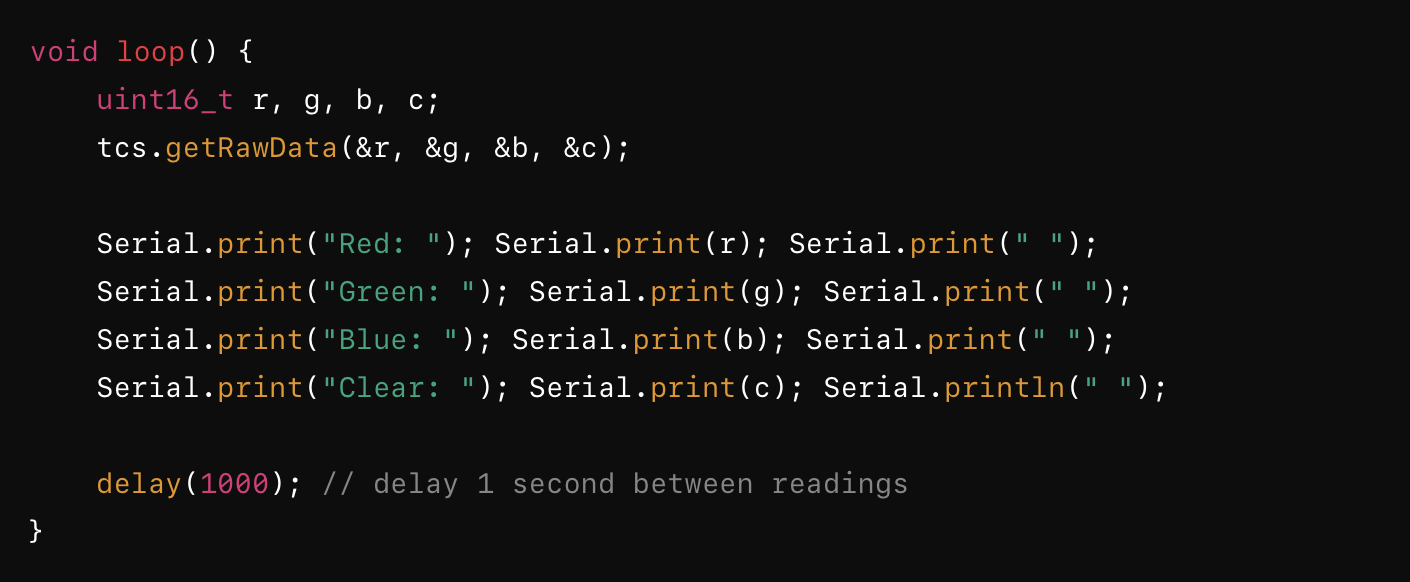 void loop() {
    uint16_t r, g, b, c;
    tcs.getRawData(&r, &g, &b, &c);

    Serial.print("Red: "); Serial.print(r); Serial.print(" ");
    Serial.print("Green: "); Serial.print(g); Serial.print(" ");
    Serial.print("Blue: "); Serial.print(b); Serial.print(" ");
    Serial.print("Clear: "); Serial.print(c); Serial.println(" ");

    delay(1000); // delay 1 second between readings
}